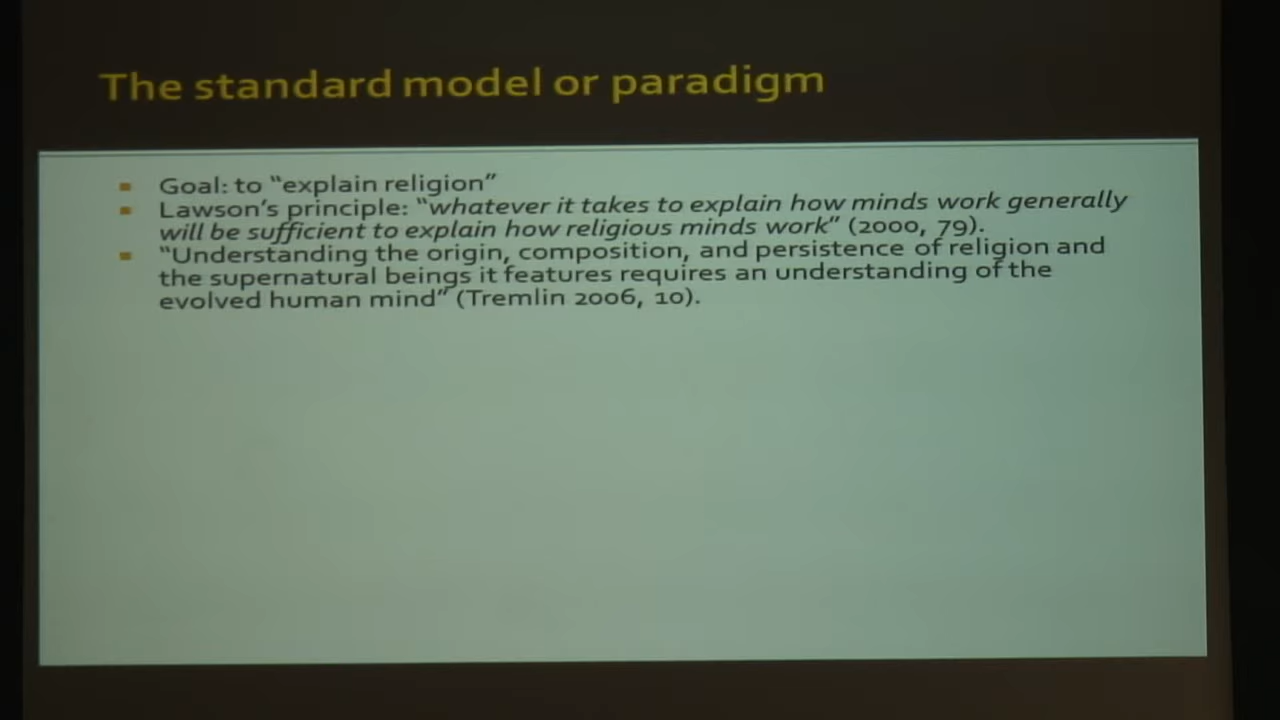 The standard model or paradigm
Goal: to “explain religion”
Lawson’s principle: “whatever it takes to explain how minds work generally
will be sufficient to explain how religious minds work” (2000, 79).
“Understanding the origin, composition, and persistence of religion and
the supernatural beings it features requires an understanding of the
evolved human mind” (Tremlin 2006, 10).